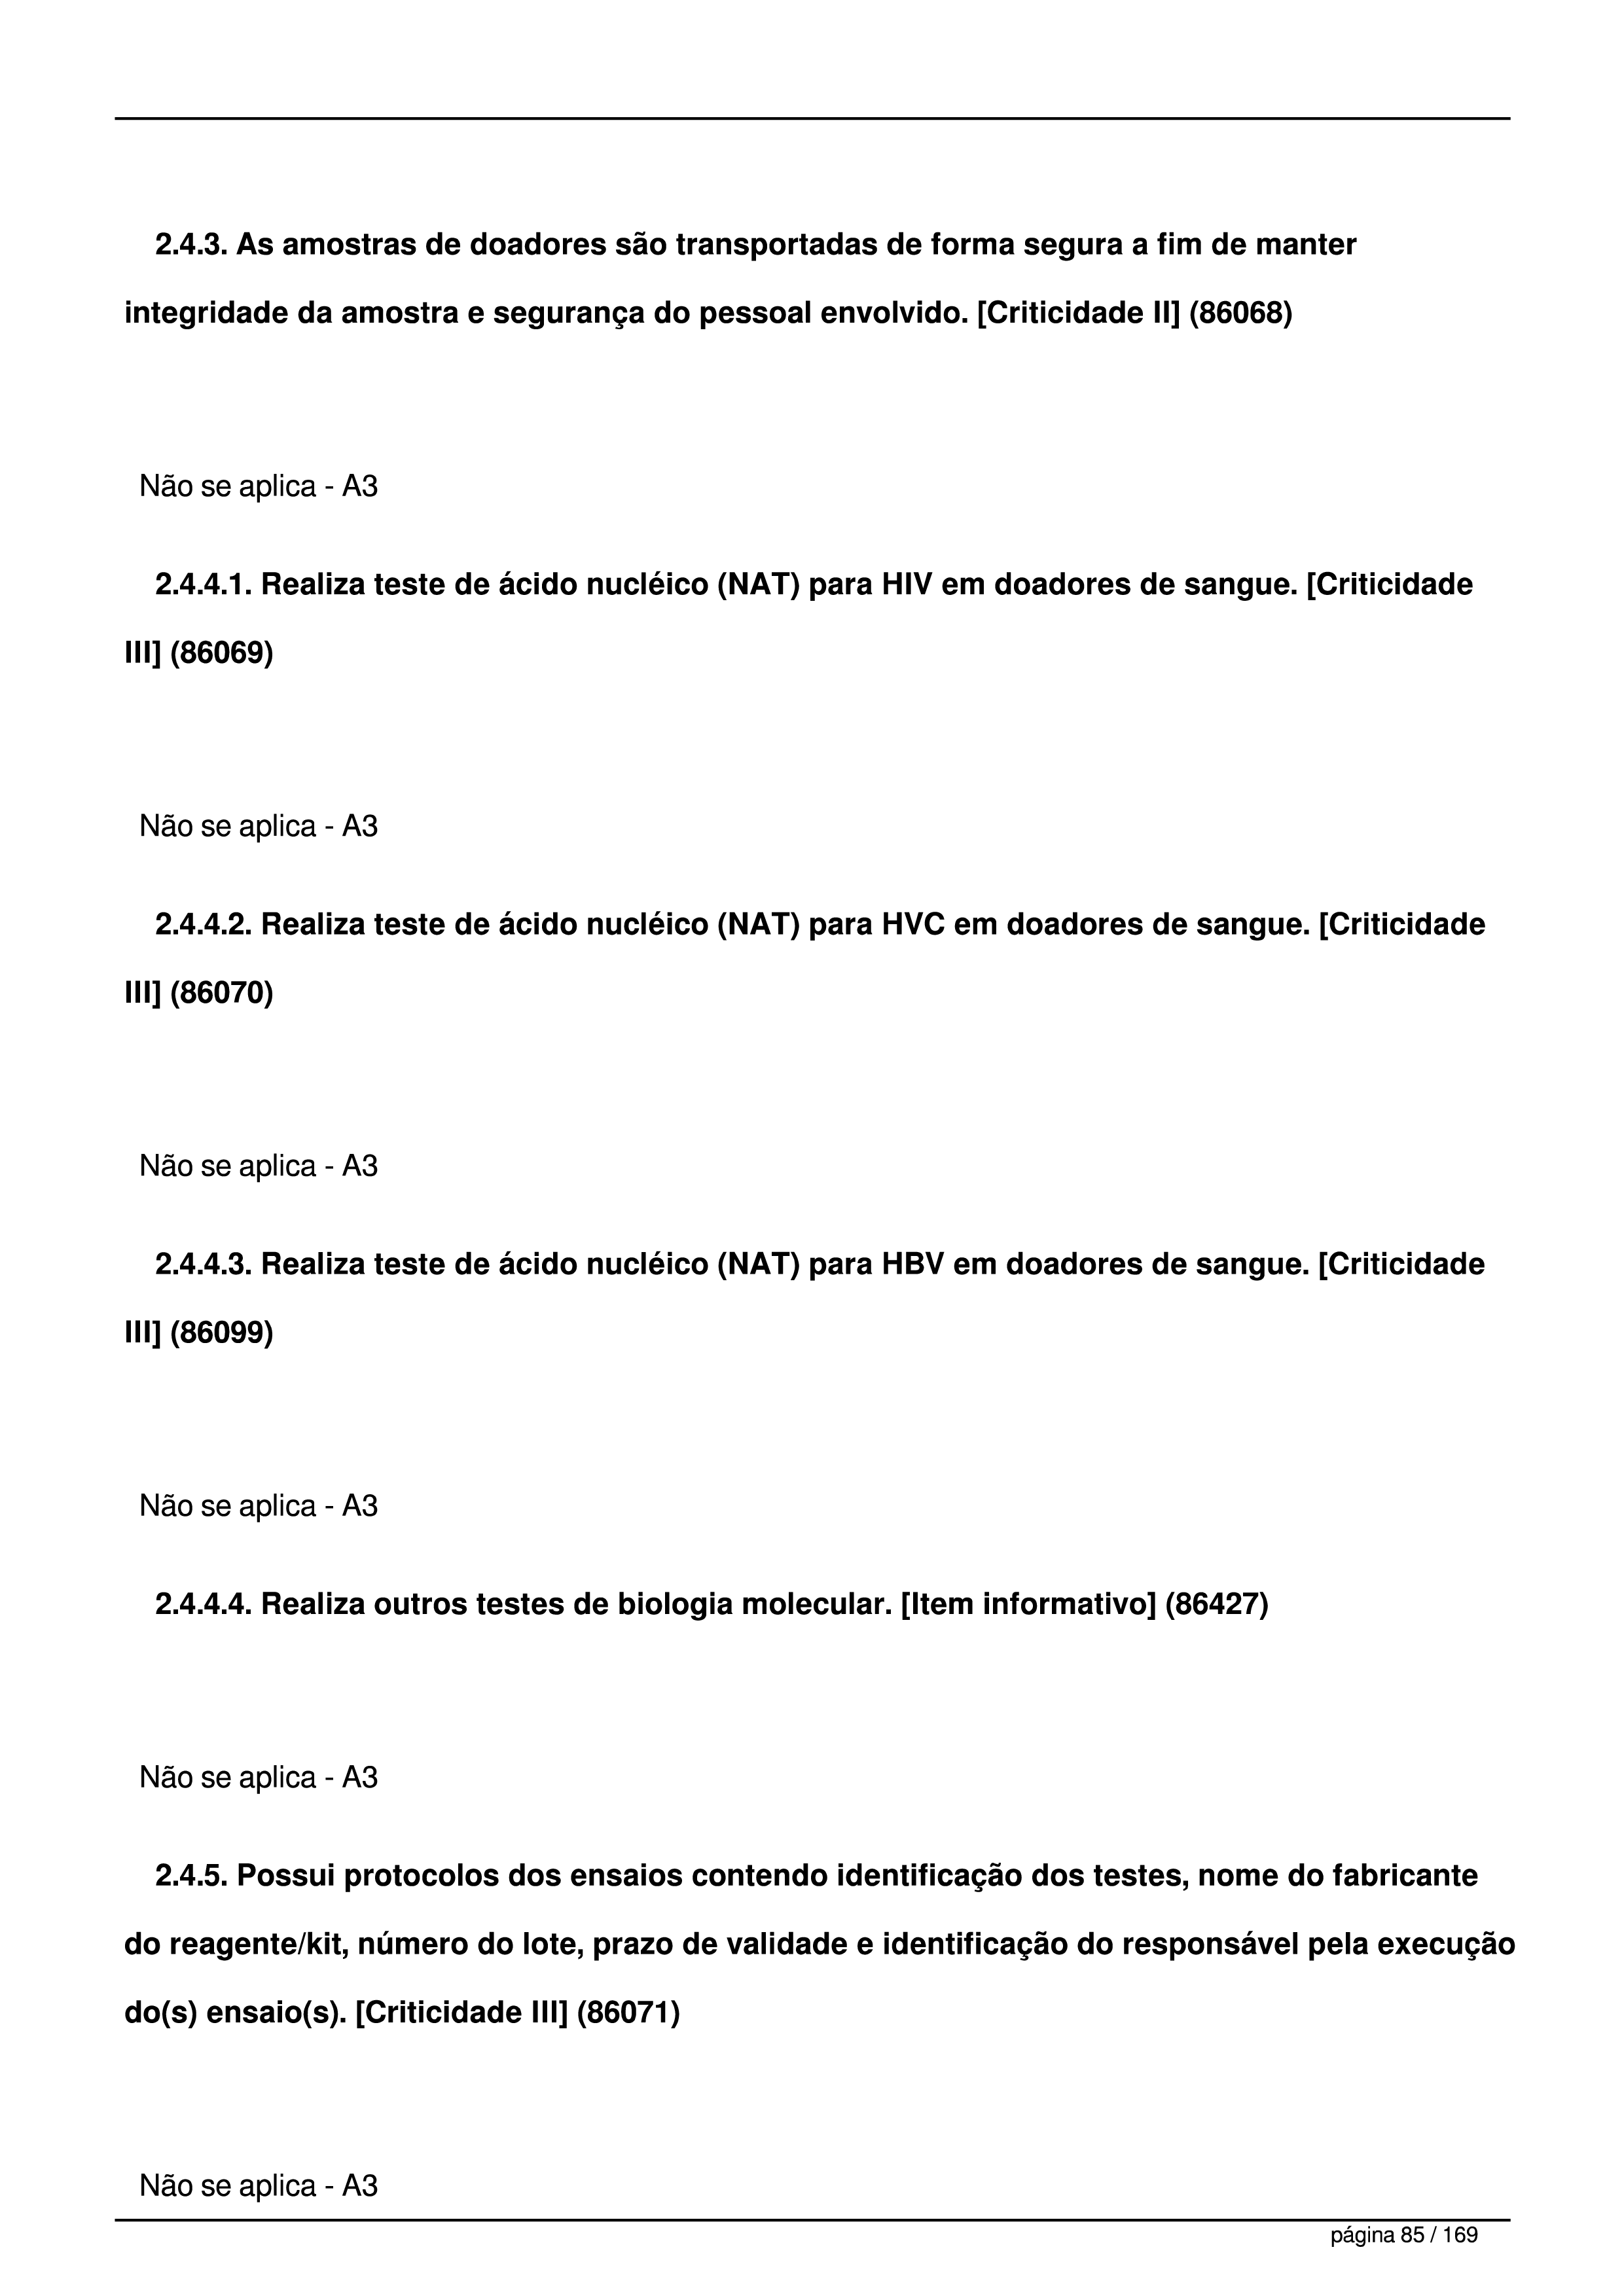 2.4.3. As amostras de doadores são transportadas de forma segura a fim de manter
integridade da amostra e segurança do pessoal envolvido. [Criticidade II] (86068)
Não se aplica - A3
2.4.4.1. Realiza teste de ácido nucléico (NAT) para HIV em doadores de sangue. [Criticidade
III] (86069)
Não se aplica - A3
2.4.4.2. Realiza teste de ácido nucléico (NAT) para HVC em doadores de sangue. [Criticidade
III] (86070)
Não se aplica - A3
2.4.4.3. Realiza teste de ácido nucléico (NAT) para HBV em doadores de sangue. [Criticidade
III] (86099)
Não se aplica - A3
2.4.4.4. Realiza outros testes de biologia molecular. [Item informativo] (86427)
Não se aplica - A3
2.4.5. Possui protocolos dos ensaios contendo identificação dos testes, nome do fabricante
do reagente/kit, número do lote, prazo de validade e identificação do responsável pela execução
do(s) ensaio(s). [Criticidade III] (86071)
Não se aplica - A3
página 85 / 169